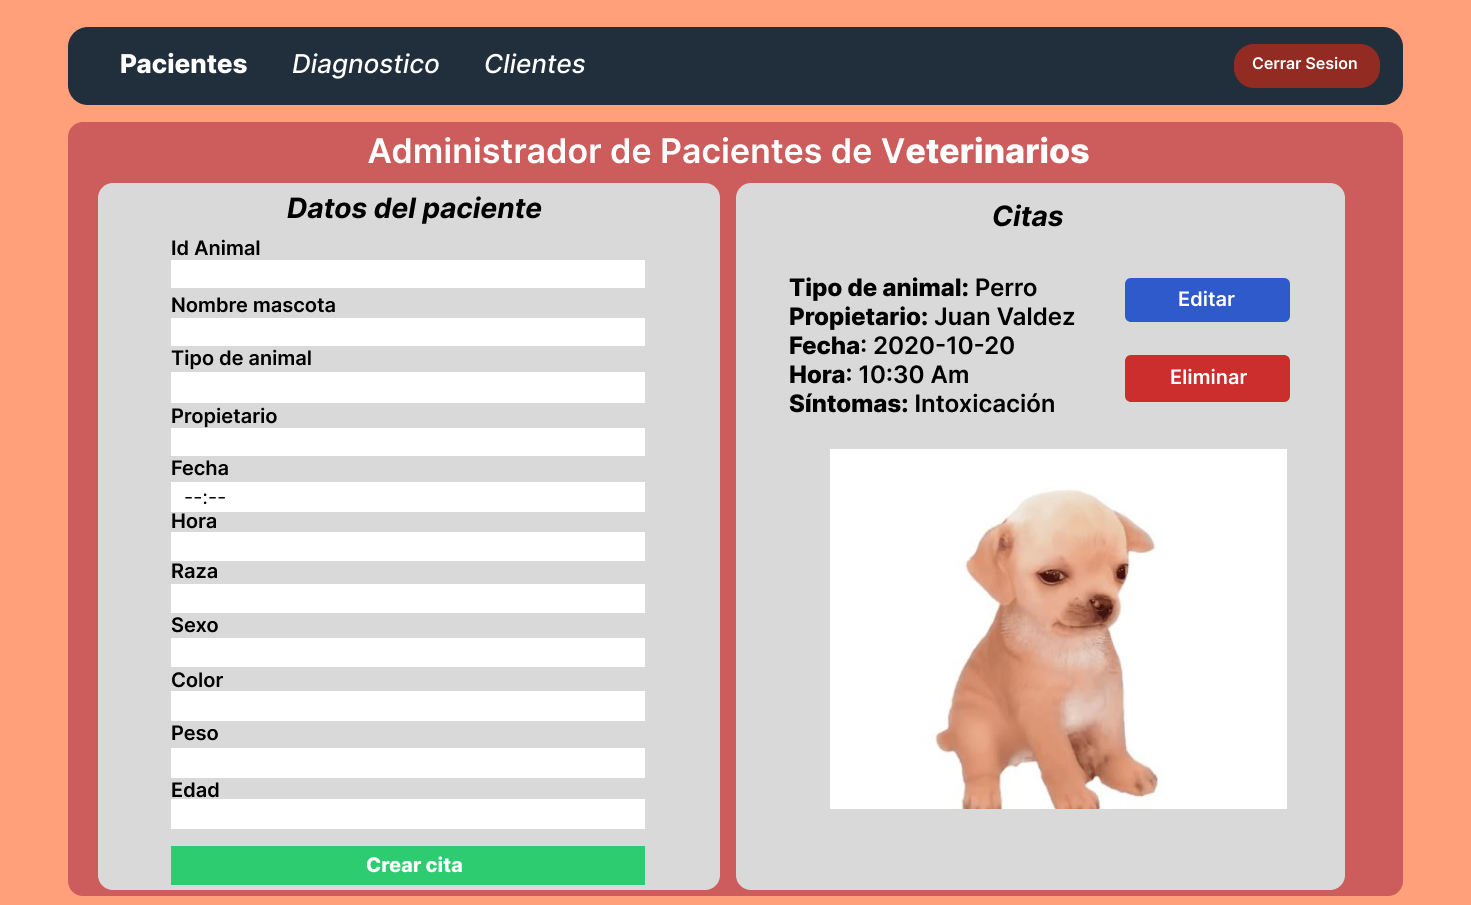 Pacientes Diagnostico Clientes Cerrar Sesion
Administrador de Pacientes de Veterinarios
Datos del paciente
Id Animal
Nombre mascota
Tipo de animal
Propietario
Fecha
--:--
Hora
Raza
Sexo
Color
Peso
Edad
Crear cita
Citas
Tipo de animal: Perro
Propietario: Juan Valdez
Fecha: 2020-10-20
Hora: 10:30 Am
Síntomas: Intoxicación
Editar
Eliminar